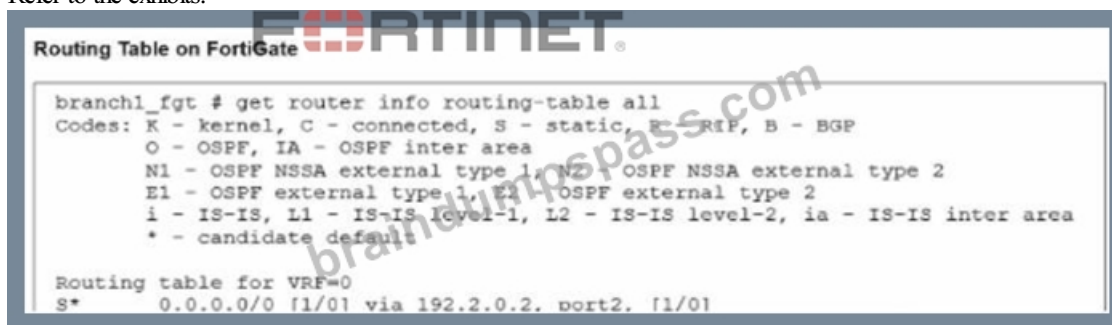 Refer to the exhibits.
FORTINET®
Routing Table on FortiGate
branch1_fgt # get router info routing-table all
Codes: K - kernel, C - connected, S - static, R - RIP, B - BGP
O - OSPF, IA - OSPF inter area
N1 - OSPF NSSA external type 1, N2 - OSPF NSSA external type 2
E1 - OSPF external type 1, E2 - OSPF external type 2
i - IS-IS, L1 - IS-IS level-1, L2 - IS-IS level-2, ia - IS-IS inter area
* - candidate default
braindumpspass.com
Routing table for VRF=0
S* 0.0.0.0/0 [1/0] via 192.2.0.2, port2, [1/0]